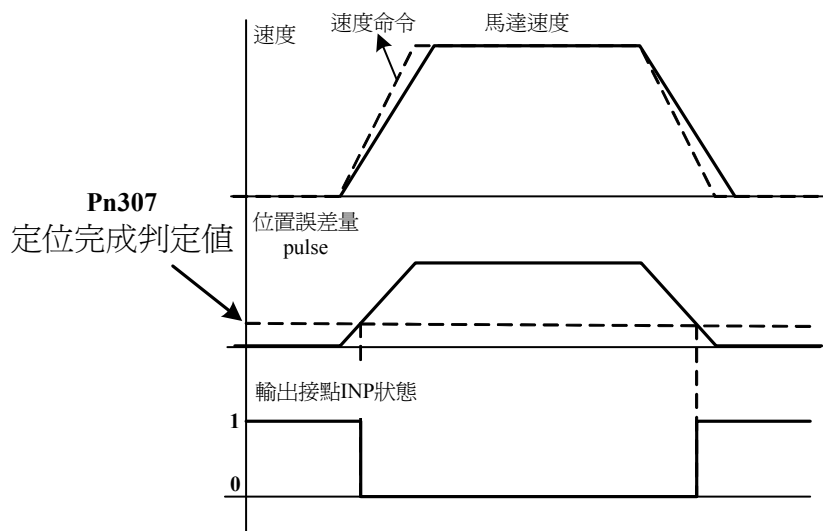 速度
速度命令
馬達速度
Pn307
定位完成判定值
位置誤差量
pulse
輸出接點INP狀態
1
0